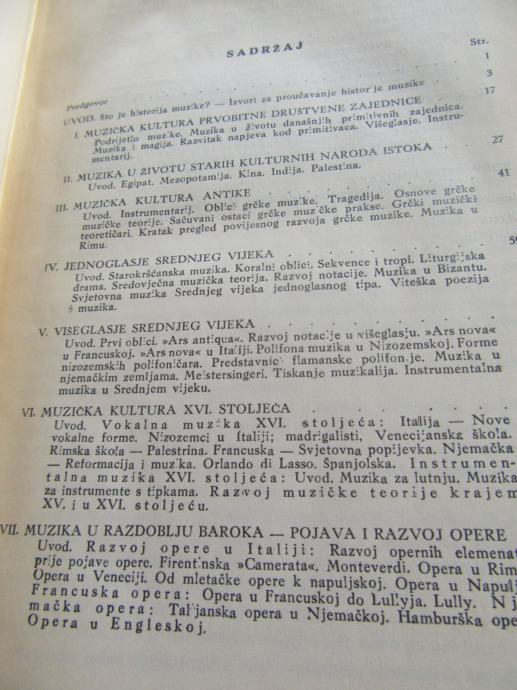 SADRŽAJ
Str.
Predgovor . . . . . . . . . . 1
UVOD. Što je historija muzike? — Izvori za proučavanje historije muzike 3
I. MUZIČKA KULTURA PRVOBITNE DRUŠTVENE ZAJEDNICE 17
Podrijetlo muzike. Muzika u životu današnjih primitivnih zajednica.
Muzika i magija. Razvitak napjeva kod primitivaca. Višeglasje. Instru-
mentarij.
II. MUZIKA U ŽIVOTU STARIH KULTURNIH NARODA ISTOKA . 27
Uvod. Egipat. Mezopotamija. Kina. Indija. Palestina.
III. MUZIČKA KULTURA ANTIKE . . . . . . . . 41
Uvod. Instrumentarij. Oblici grčke muzike. Tragedija. Osnove grčke
muzičke teorije. Sačuvani ostaci grčke muzičke prakse. Grčki muzički
teoretičari. Kratak pregled povijesnog razvoja grčke muzike. Muzika u
Rimu.
IV. JEDNOGLASJE SREDNJEG VIJEKA . . . . . . . 59
Uvod. Starokršćanska muzika. Koralni oblici. Sekvence i tropi. Liturgijska
drama. Sredovječna muzička teorija. Razvoj notacije. Muzika u Bizantu.
Svjetovna muzika Srednjeg vijeka jednoglasnog tipa. Viteška poezija
i muzika.
V. VIŠEGLASJE SREDNJEG VIJEKA . . . . . . .
Uvod. Prvi oblici. »Ars antiqua«. Razvoj notacije u višeglasju. »Ars nova«
u Francuskoj. »Ars nova« u Italiji. Polifona muzika u Nizozemskoj. Forme
nizozemskih polifoničara. Predstavnici flamanske polifonije. Muzika u
njemačkim zemljama. Meistersingeri. Tiskanje muzikalija. Instrumentalna
muzika u Srednjem vijeku.
VI. MUZIČKA KULTURA XVI. STOLJEĆA . . . . . .
Uvod. Vokalna muzika XVI. stoljeća: Italija — Nove
vokalne forme. Nizozemci u Italiji; madrigalisti, Venecijanska škola.
Rimska škola — Palestrina. Francuska — Svjetovna popijevka. Njemačka
— Reformacija i muzika. Orlando di Lasso. Španjolska. Instrumen-
talna muzika XVI. stoljeća: Uvod. Muzika za lutnju. Muzika
za instrumente s tipkama. Razvoj muzičke teorije krajem
XV. i u XVI. stoljeću.
VII. MUZIKA U RAZDOBLJU BAROKA — POJAVA I RAZVOJ OPERE
Uvod. Razvoj opere u Italiji: Razvoj opernih elemenata
prije pojave opere. Firentinska »Camerata«. Monteverdi. Opera u Rim
Opera u Veneciji. Od mletačke opere k napuljskoj. Opera u Napulj
Francuska opera: Opera u Francuskoj do Lullyja. Lully. Nj
mačka opera: Talijanska opera u Njemačkoj. Hamburška ope
Opera u Engleskoj.